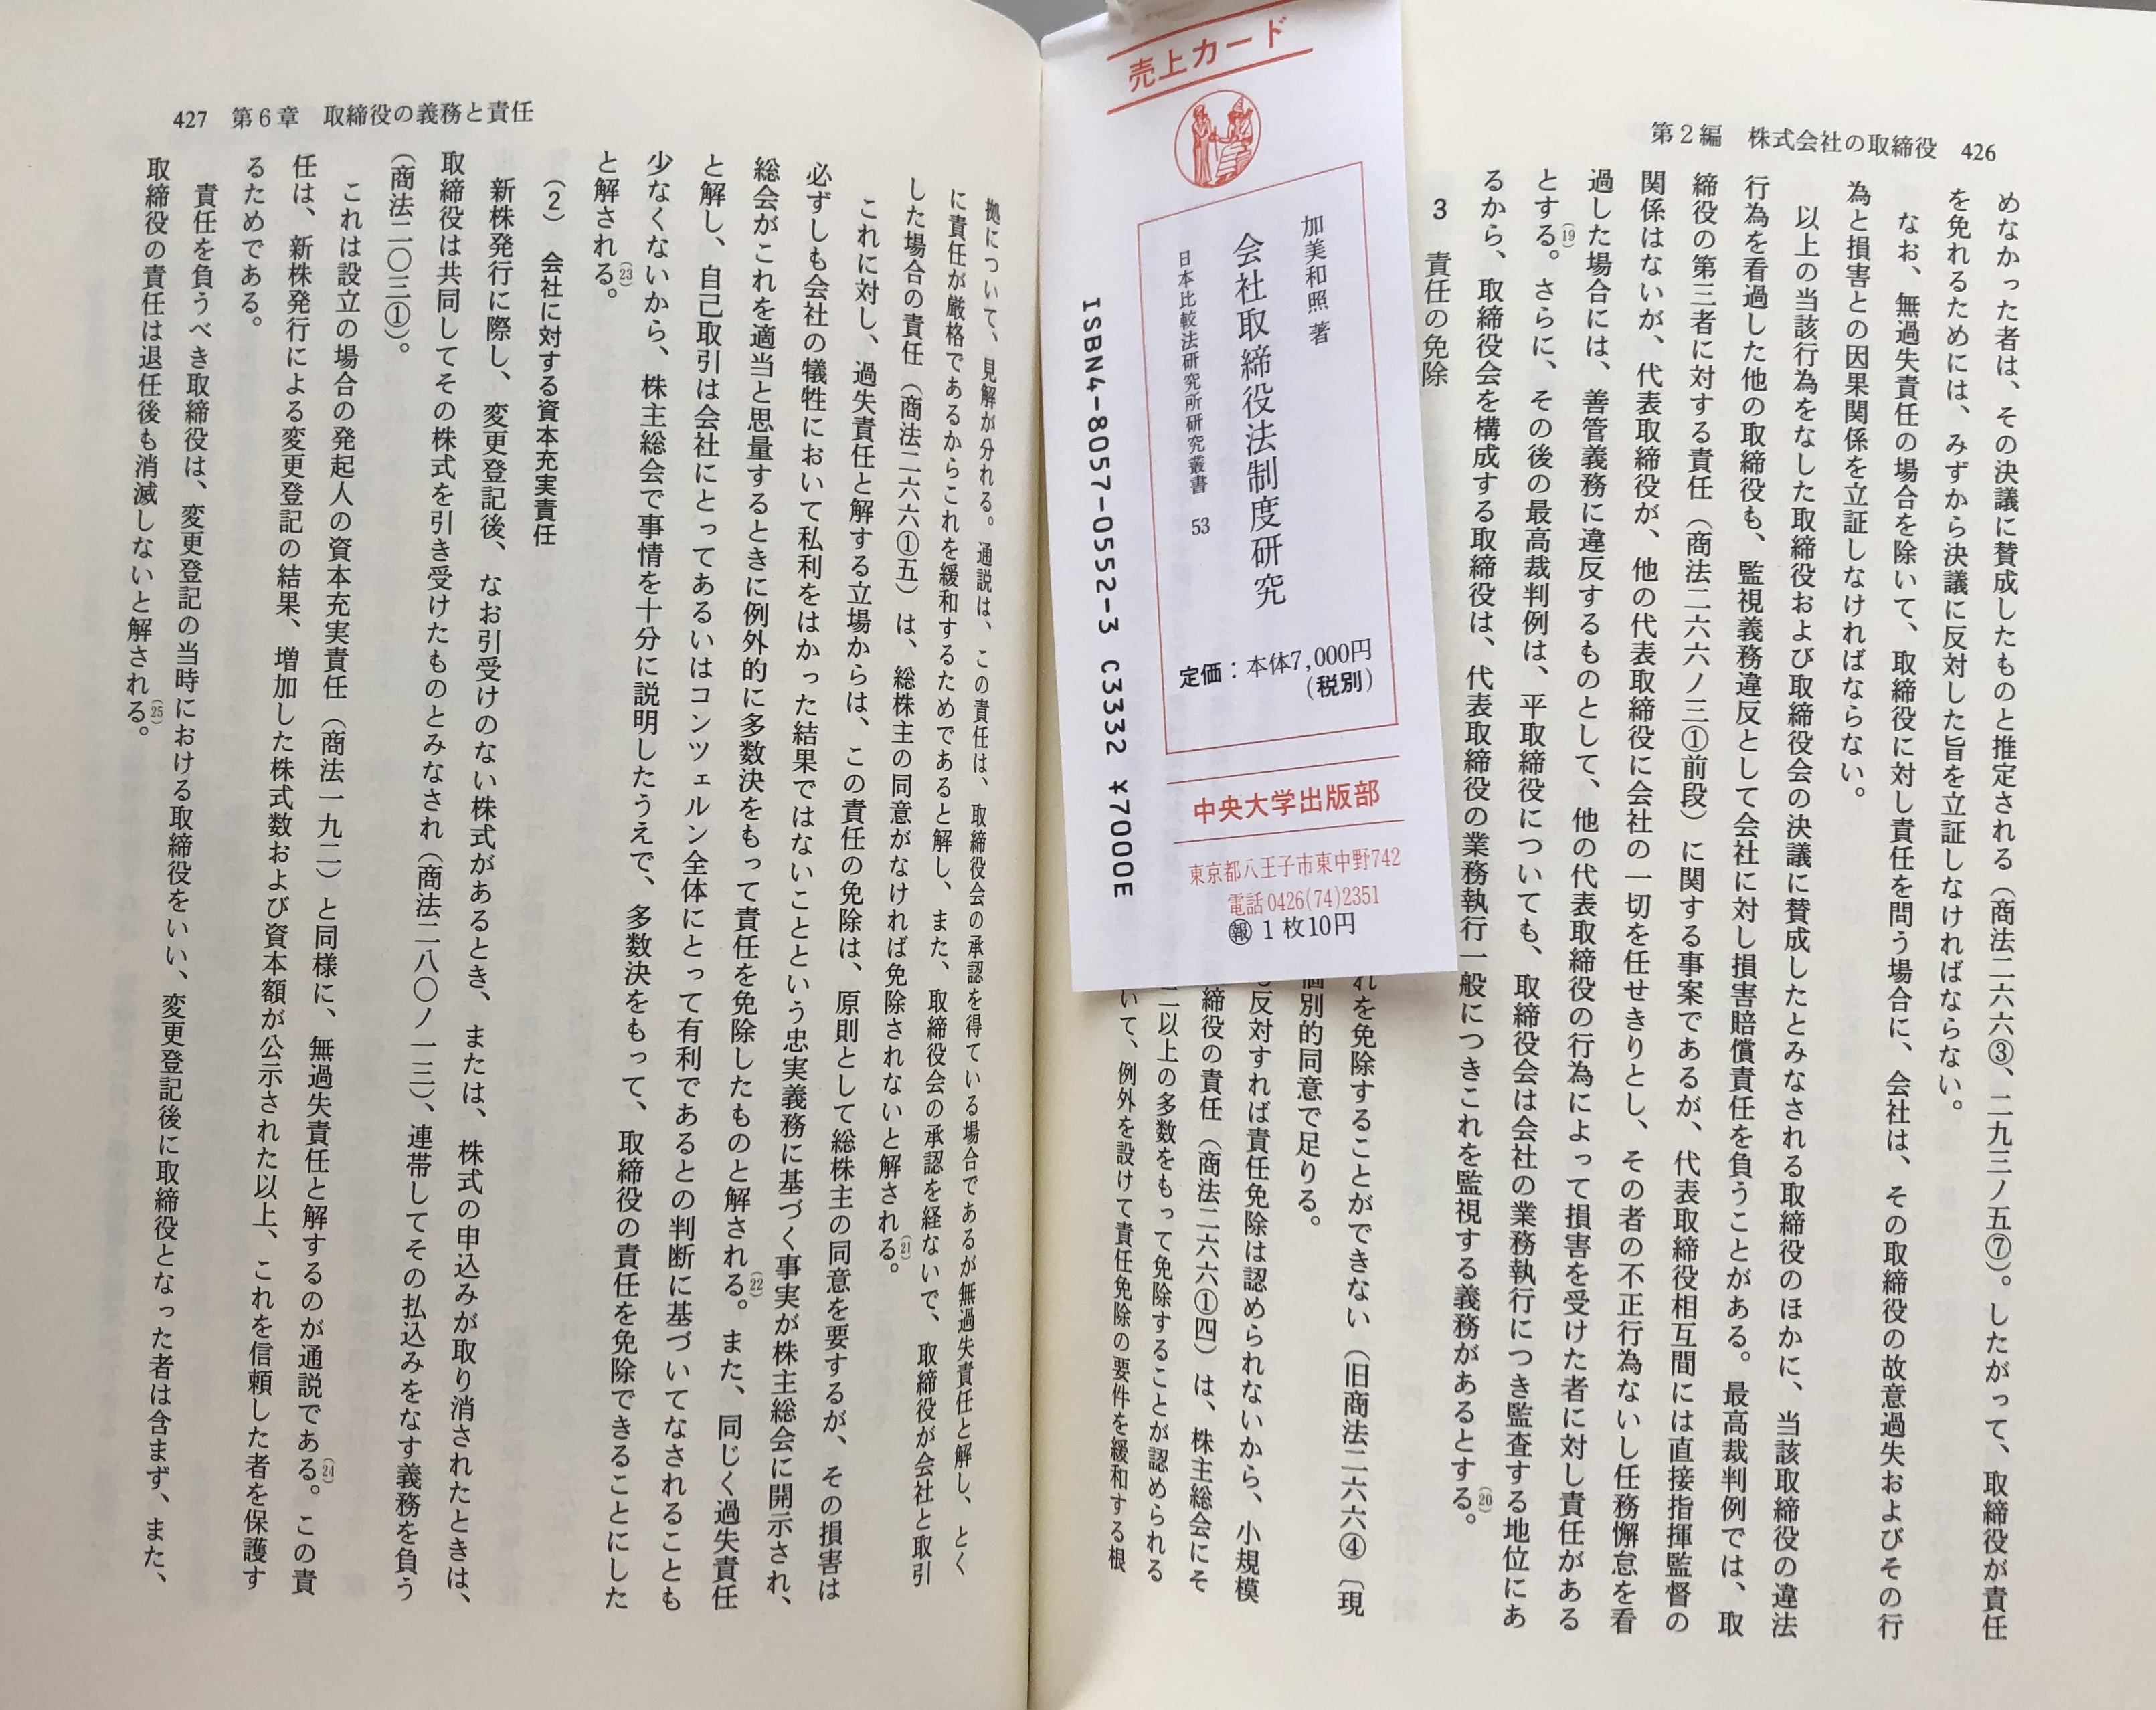 第2編　株式会社の取締役　426
めなかった者は、その決議に賛成したものと推定される（商法二六六③、二九三ノ五⑦）。したがって、取締役が責任
を免れるためには、みずから決議に反対した旨を立証しなければならない。
なお、無過失責任の場合を除いて、取締役に対し責任を問う場合に、会社は、その取締役の故意過失およびその行
為と損害との因果関係を立証しなければならない。
以上の当該行為をなした取締役および取締役会の決議に賛成したとみなされる取締役のほかに、当該取締役の違法
行為を看過した他の取締役も、監視義務違反として会社に対し損害賠償責任を負うことがある。最高裁判例では、取
締役の第三者に対する責任（商法二六六ノ三①前段）に関する事案であるが、代表取締役相互間には直接指揮監督の
関係はないが、代表取締役が、他の代表取締役に会社の一切を任せきりとし、その者の不正行為ないし任務懈怠を看
過した場合には、善管義務に違反するものとして、他の代表取締役の行為によって損害を受けた者に対し責任がある
とする(19)。さらに、その後の最高裁判例は、平取締役についても、取締役会は会社の業務執行につき監査する地位にあ
るから、取締役会を構成する取締役は、代表取締役の業務執行一般につきこれを監視する義務があるとする(20)。
3　責任の免除
れを免除することができない（旧商法二六六④〔現
個別的同意で足りる。
反対すれば責任免除は認められないから、小規模
締役の責任（商法二六六①四）は、株主総会にそ
二以上の多数をもって免除することが認められる
いて、例外を設けて責任免除の要件を緩和する根
売上カード
加美和照 著
会社取締役法制度研究
日本比較法研究所研究叢書　53
定価：本体7,000円
（税別）
ISBN4-8057-0552-3 C3332 ¥7000E
中央大学出版部
東京都八王子市東中野742
電話0426(74)2351
㊞報 1枚10円
427　第6章　取締役の義務と責任
拠について、見解が分れる。通説は、この責任は、取締役会の承認を得ている場合であるが無過失責任と解し、とく
に責任が厳格であるからこれを緩和するためであると解し、また、取締役会の承認を経ないで、取締役が会社と取引
した場合の責任（商法二六六①五）は、総株主の同意がなければ免除されないと解される(21)。
これに対し、過失責任と解する立場からは、この責任の免除は、原則として総株主の同意を要するが、その損害は
必ずしも会社の犠牲において私利をはかった結果ではないことという忠実義務に基づく事実が株主総会に開示され、
総会がこれを適当と思量するときに例外的に多数決をもって責任を免除したものと解される(22)。また、同じく過失責任
と解し、自己取引は会社にとってあるいはコンツェルン全体にとって有利であるとの判断に基づいてなされることも
少なくないから、株主総会で事情を十分に説明したうえで、多数決をもって、取締役の責任を免除できることにした
と解される(23)。
（2）　会社に対する資本充実責任
新株発行に際し、変更登記後、なお引受けのない株式があるとき、または、株式の申込みが取り消されたときは、
取締役は共同してその株式を引き受けたものとみなされ（商法二八〇ノ一三）、連帯してその払込みをなす義務を負う
（商法二〇三①）。
これは設立の場合の発起人の資本充実責任（商法一九二）と同様に、無過失責任と解するのが通説である(24)。この責
任は、新株発行による変更登記の結果、増加した株式数および資本額が公示された以上、これを信頼した者を保護す
るためである。
責任を負うべき取締役は、変更登記の当時における取締役をいい、変更登記後に取締役となった者は含まず、また、
取締役の責任は退任後も消滅しないと解される(25)。